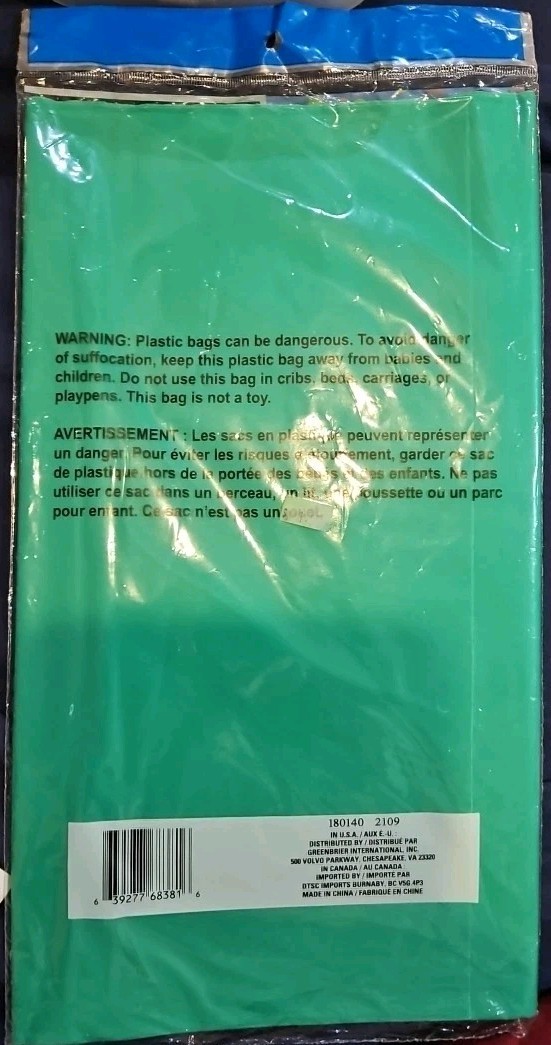 WARNING: Plastic bags can be dangerous. To avoid danger
of suffocation, keep this plastic bag away from babies and
children. Do not use this bag in cribs, beds, carriages, or
playpens. This bag is not a toy.
AVERTISSEMENT : Les sacs en plastique peuvent représenter
un danger. Pour éviter les risques d'étouffement, garder ce sac
de plastique hors de la portée des bébés et des enfants. Ne pas
utiliser ce sac dans un berceau, un lit, une poussette ou un parc
pour enfant. Ce sac n'est pas un jouet.
180140 2109
IN U.S.A. / AUX É.-U. :
DISTRIBUTED BY / DISTRIBUÉ PAR
GREENBRIER INTERNATIONAL, INC.
500 VOLVO PARKWAY, CHESAPEAKE, VA 23320
IN CANADA / AU CANADA
IMPORTED BY / IMPORTÉ PAR
DTSC IMPORTS BURNABY, BC V5G 4P3
MADE IN CHINA / FABRIQUÉ EN CHINE
6 39277 68381 6